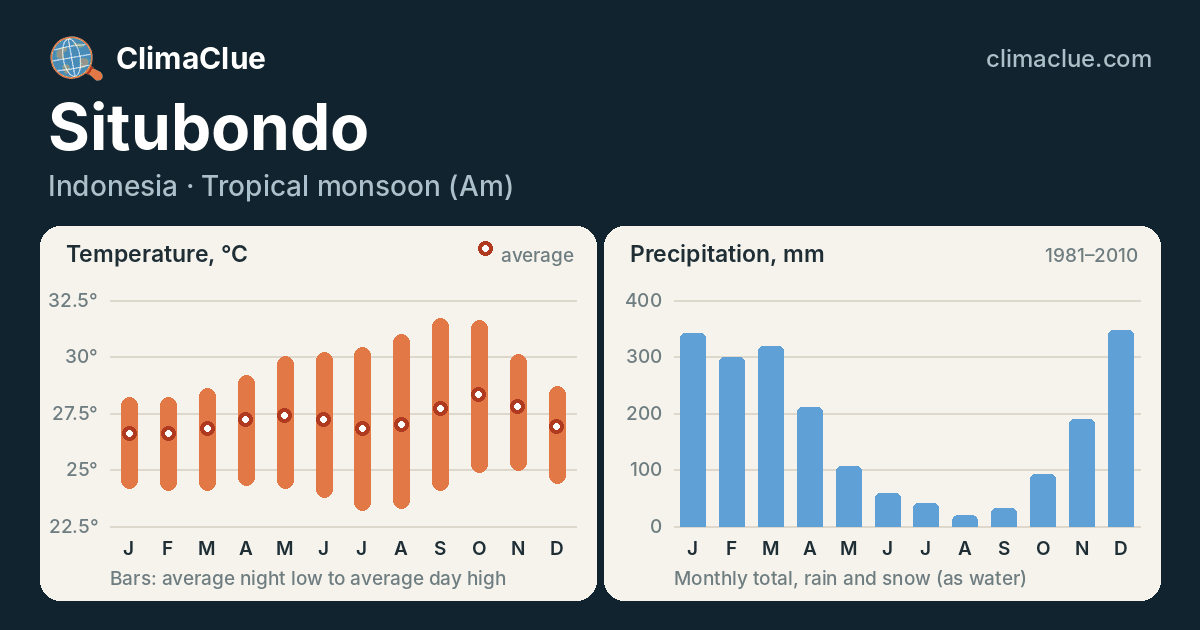 ClimaClue
climaclue.com
Situbondo
Indonesia · Tropical monsoon (Am)
Temperature, °C
average
32.5°
30°
27.5°
25°
22.5°
J F M A M J J A S O N D
Bars: average night low to average day high
Precipitation, mm
1981–2010
400
300
200
100
0
J F M A M J J A S O N D
Monthly total, rain and snow (as water)